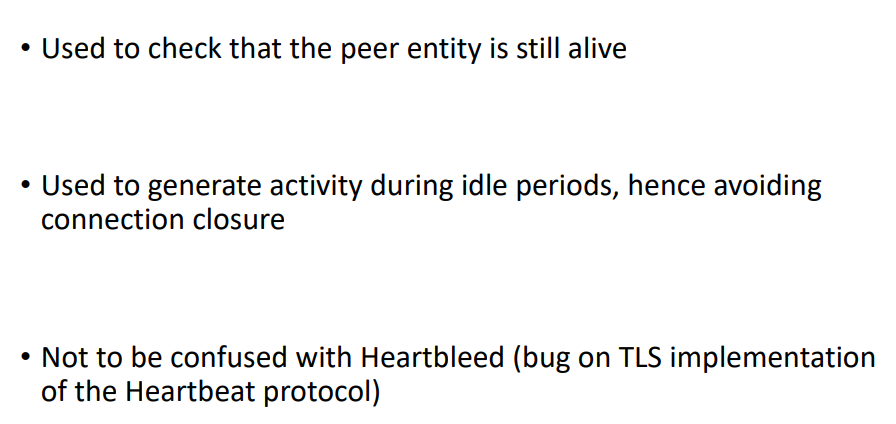 • Used to check that the peer entity is still alive
• Used to generate activity during idle periods, hence avoiding
connection closure
• Not to be confused with Heartbleed (bug on TLS implementation
of the Heartbeat protocol)